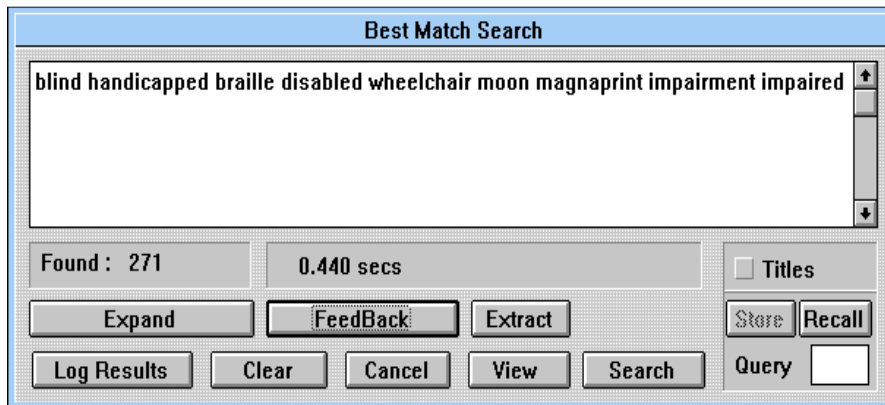 Best Match Search
blind handicapped braille disabled wheelchair moon magnaprint impairment impaired
Found : 271
0.440 secs
Titles
Expand
FeedBack
Extract
Store
Recall
Log Results
Clear
Cancel
View
Search
Query